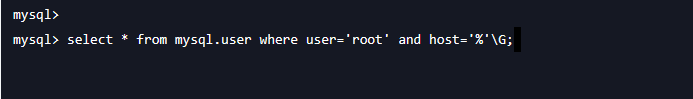 mysql>
mysql> select * from mysql.user where user='root' and host='%'\G;